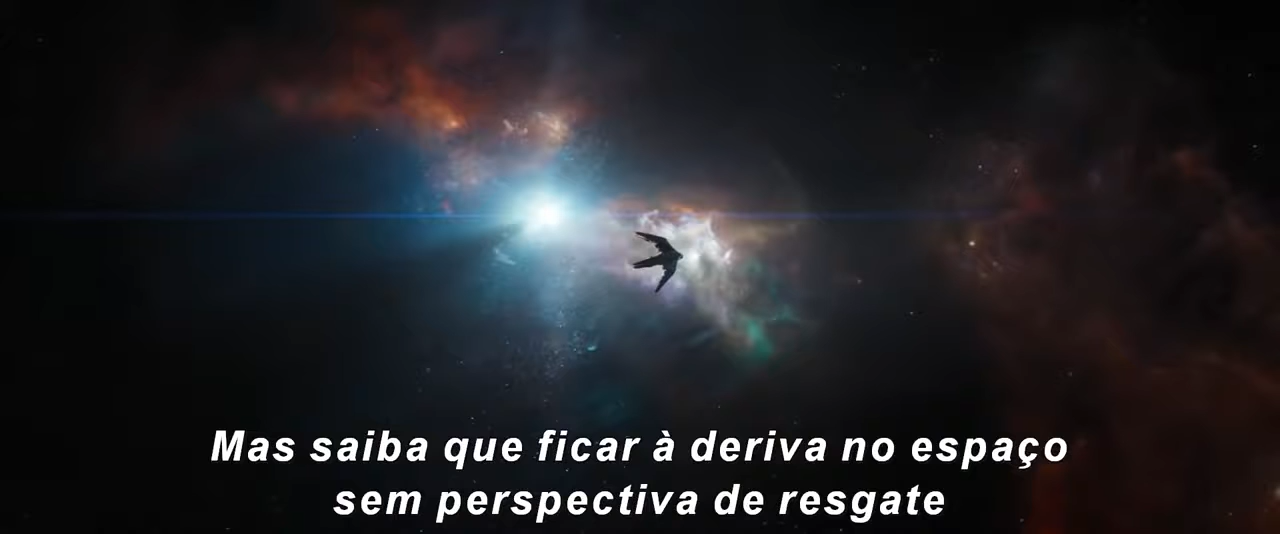 Mas saiba que ficar à deriva no espaço
sem perspectiva de resgate